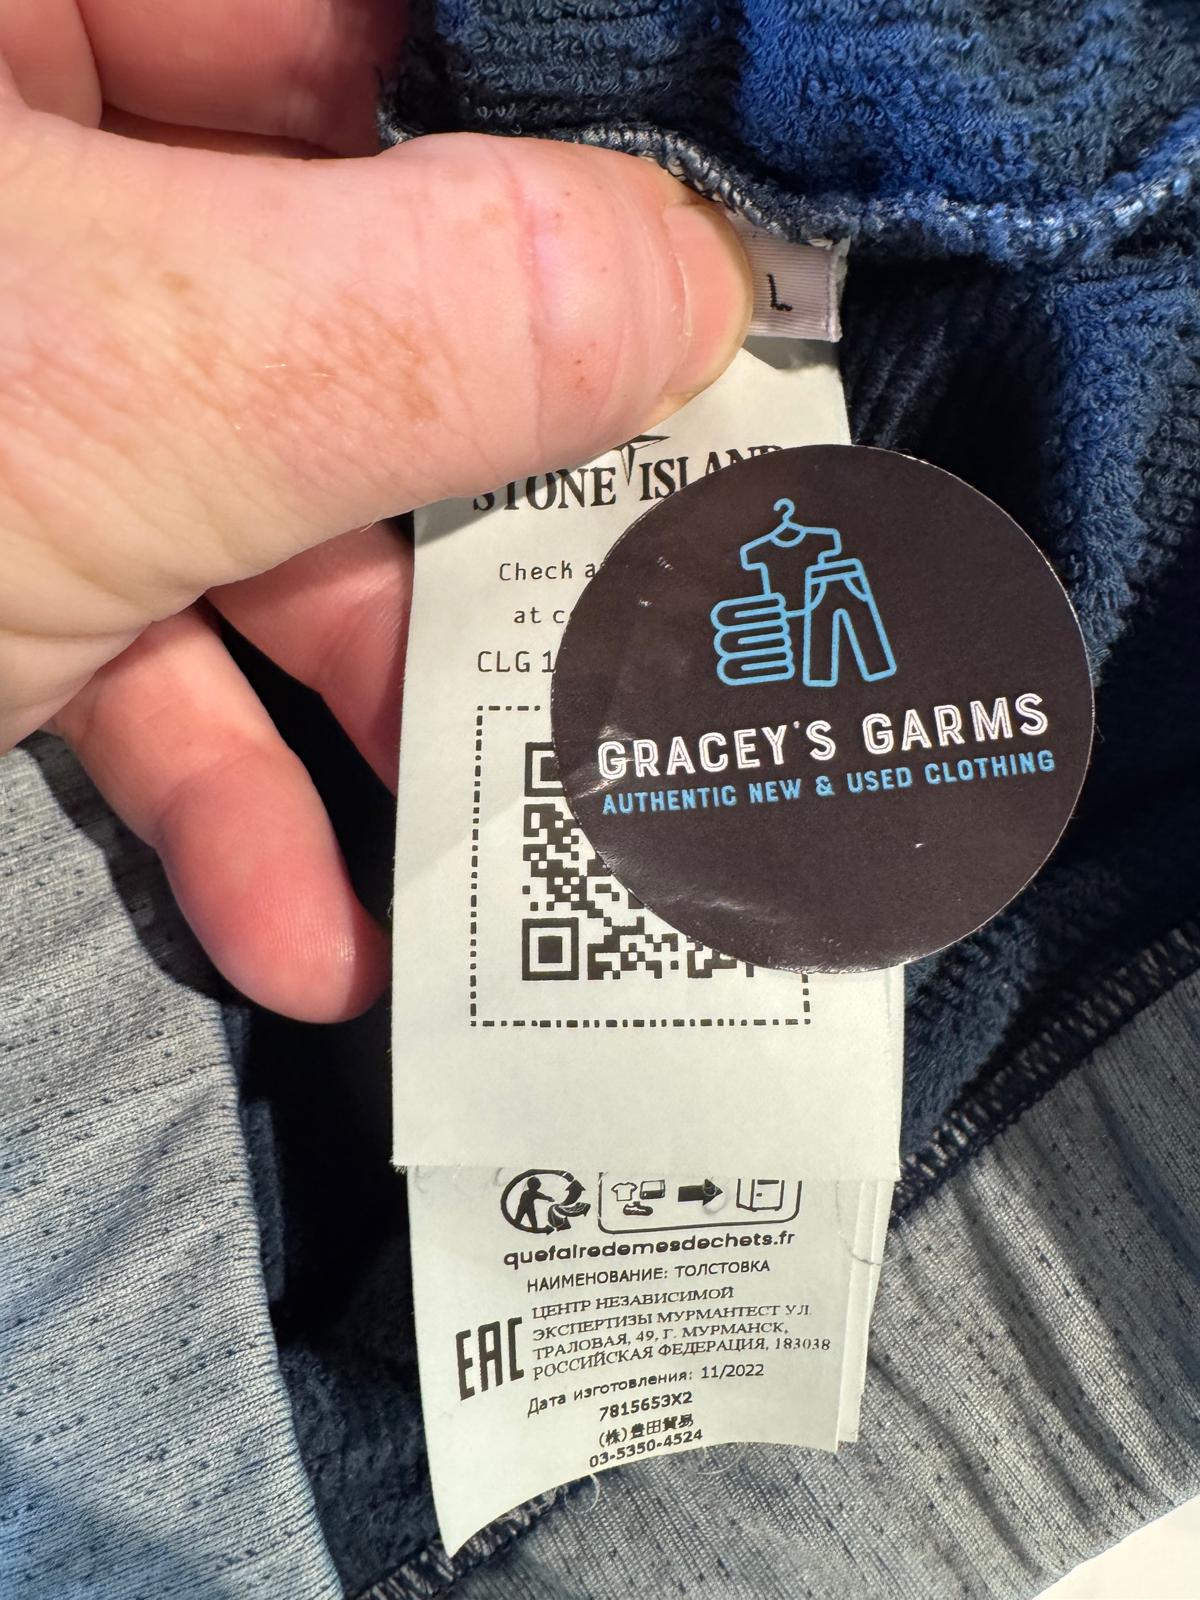 L
STONE ISLAND
Check
at
CLG 1
GRACEY'S GARMS
AUTHENTIC NEW & USED CLOTHING
quefairedemesdechets.fr
НАИМЕНОВАНИЕ: ТОЛСТОВКА
EAC
ЦЕНТР НЕЗАВИСИМОЙ
ЭКСПЕРТИЗЫ МУРМАНТЕСТ УЛ.
ТРАЛОВАЯ, 49, Г. МУРМАНСК,
РОССИЙСКАЯ ФЕДЕРАЦИЯ, 183038
Дата изготовления: 11/2022
7815653X2
(株)豊田貿易
03-5350-4524